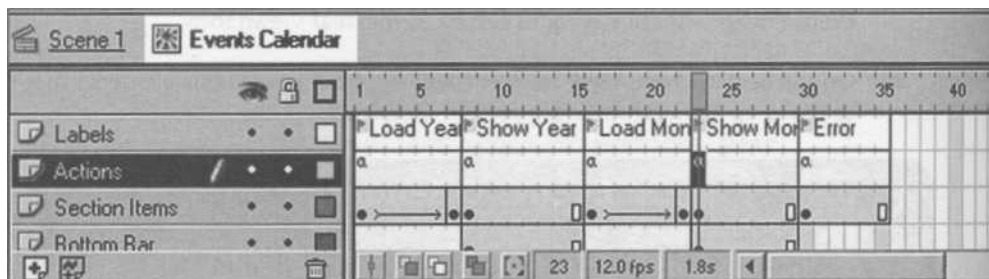 Scene 1 Events Calendar
1 5 10 15 20 25 30 35 40
Labels Load Year Show Year Load Mon Show Mon Error
Actions a a a a a
Section Items
Bottom Bar
23 12.0 fps 1.8s